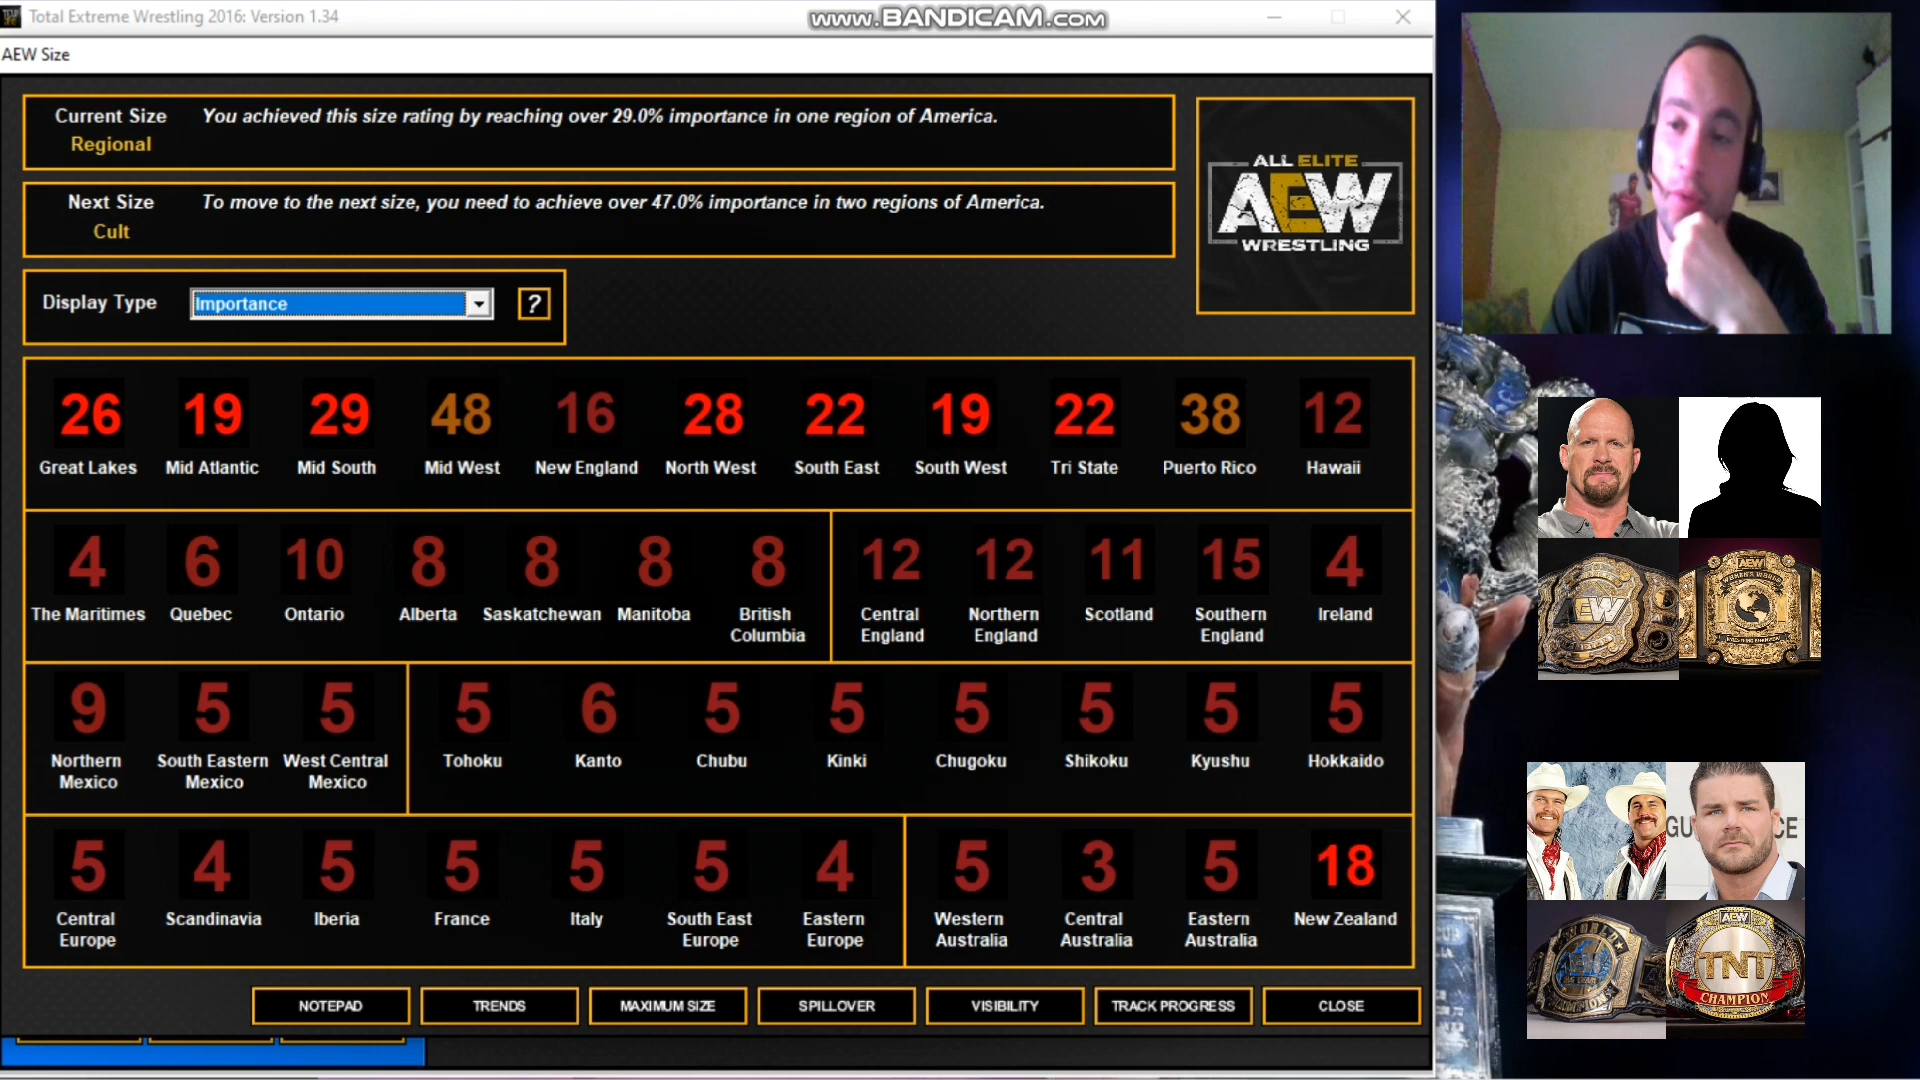 Total Extreme Wrestling 2016: Version 1.34
www.BANDICAM.com
AEW Size
Current Size
Regional
You achieved this size rating by reaching over 29.0% importance in one region of America.
Next Size
Cult
To move to the next size, you need to achieve over 47.0% importance in two regions of America.
ALL ELITE
AEW
WRESTLING
Display Type
Importance
?
26 19 29 48 16 28 22 19 22 38 12
Great Lakes Mid Atlantic Mid South Mid West New England North West South East South West Tri State Puerto Rico Hawaii
4 6 10 8 8 8 8 12 12 11 15 4
The Maritimes Quebec Ontario Alberta Saskatchewan Manitoba British Columbia Central England Northern England Scotland Southern England Ireland
9 5 5 5 6 5 5 5 5 5 5
Northern Mexico South Eastern Mexico West Central Mexico Tohoku Kanto Chubu Kinki Chugoku Shikoku Kyushu Hokkaido
5 4 5 5 5 5 4 5 3 5 18
Central Europe Scandinavia Iberia France Italy South East Europe Eastern Europe Western Australia Central Australia Eastern Australia New Zealand
NOTEPAD TRENDS MAXIMUM SIZE SPILLOVER VISIBILITY TRACK PROGRESS CLOSE
AEW
AEW
WOMEN'S WORLD
GU CE
WORLD
AEW
TNT
CHAMPION